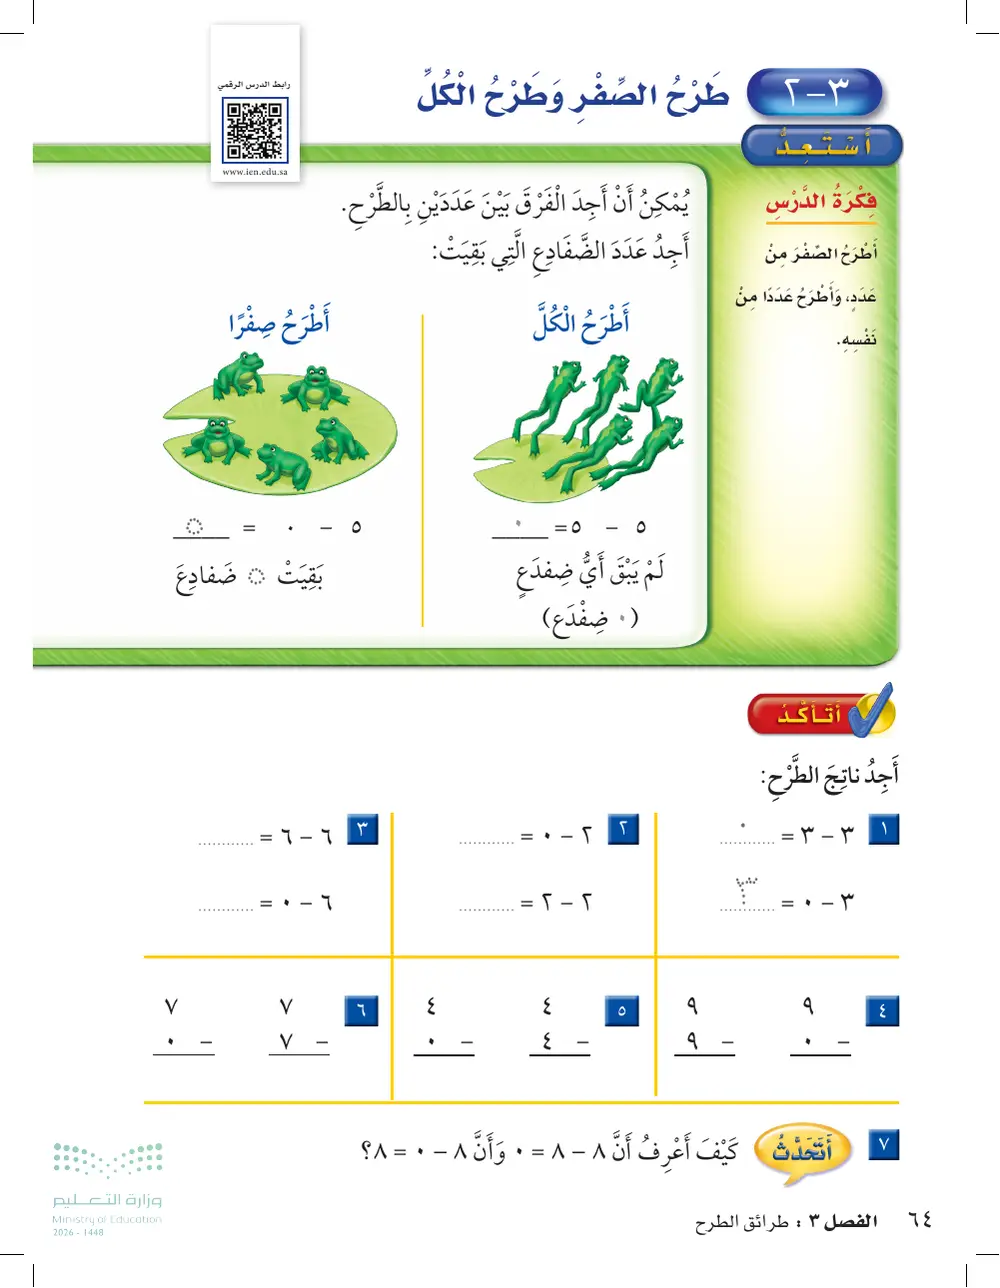 رابط الدرس الرقمي
www.ien.edu.sa
٣-٢
طَرْحُ الصِّفْرِ وَطَرْحُ الْكُلِّ
أَسْتَعِدُّ
فِكْرَةُ الدَّرْسِ
أَطْرَحُ الصِّفْرَ مِنْ
عَدَدٍ، وَأَطْرَحُ عَدَدًا مِنْ
نَفْسِهِ.
يُمْكِنُ أَنْ أَجِدَ الْفَرْقَ بَيْنَ عَدَدَيْنِ بِالطَّرْحِ.
أَجِدُ عَدَدَ الضَّفَادِعِ الَّتِي بَقِيَتْ:
أَطْرَحُ الْكُلَّ
٥ - ٥ = ٠
لَمْ يَبْقَ أَيُّ ضِفدَعٍ
(٠ ضِفْدَع)
أَطْرَحُ صِفْرًا
٥ - ٠ = ٥
بَقِيَتْ ٥ ضَفادِعَ
أَتَأَكَّدُ
أَجِدُ ناتِجَ الطَّرْحِ:
١
٣ - ٣ = ٠
٣ - ٠ = ٣
٢
٢ - ٠ = ............
٢ - ٢ = ............
٣
٦ - ٦ = ............
٦ - ٠ = ............
٤
٩ ٩
- ٠ - ٩
٥
٤ ٤
- ٤ - ٠
٦
٧ ٧
- ٧ - ٠
٧
أَتَحَدَّثُ
كَيْفَ أَعْرِفُ أَنَّ ٨ - ٨ = ٠ وَأَنَّ ٨ - ٠ = ٨؟
وزارة التعليم
Ministry of Education
2026 - 1448
٦٤ الفصل ٣ : طرائق الطرح